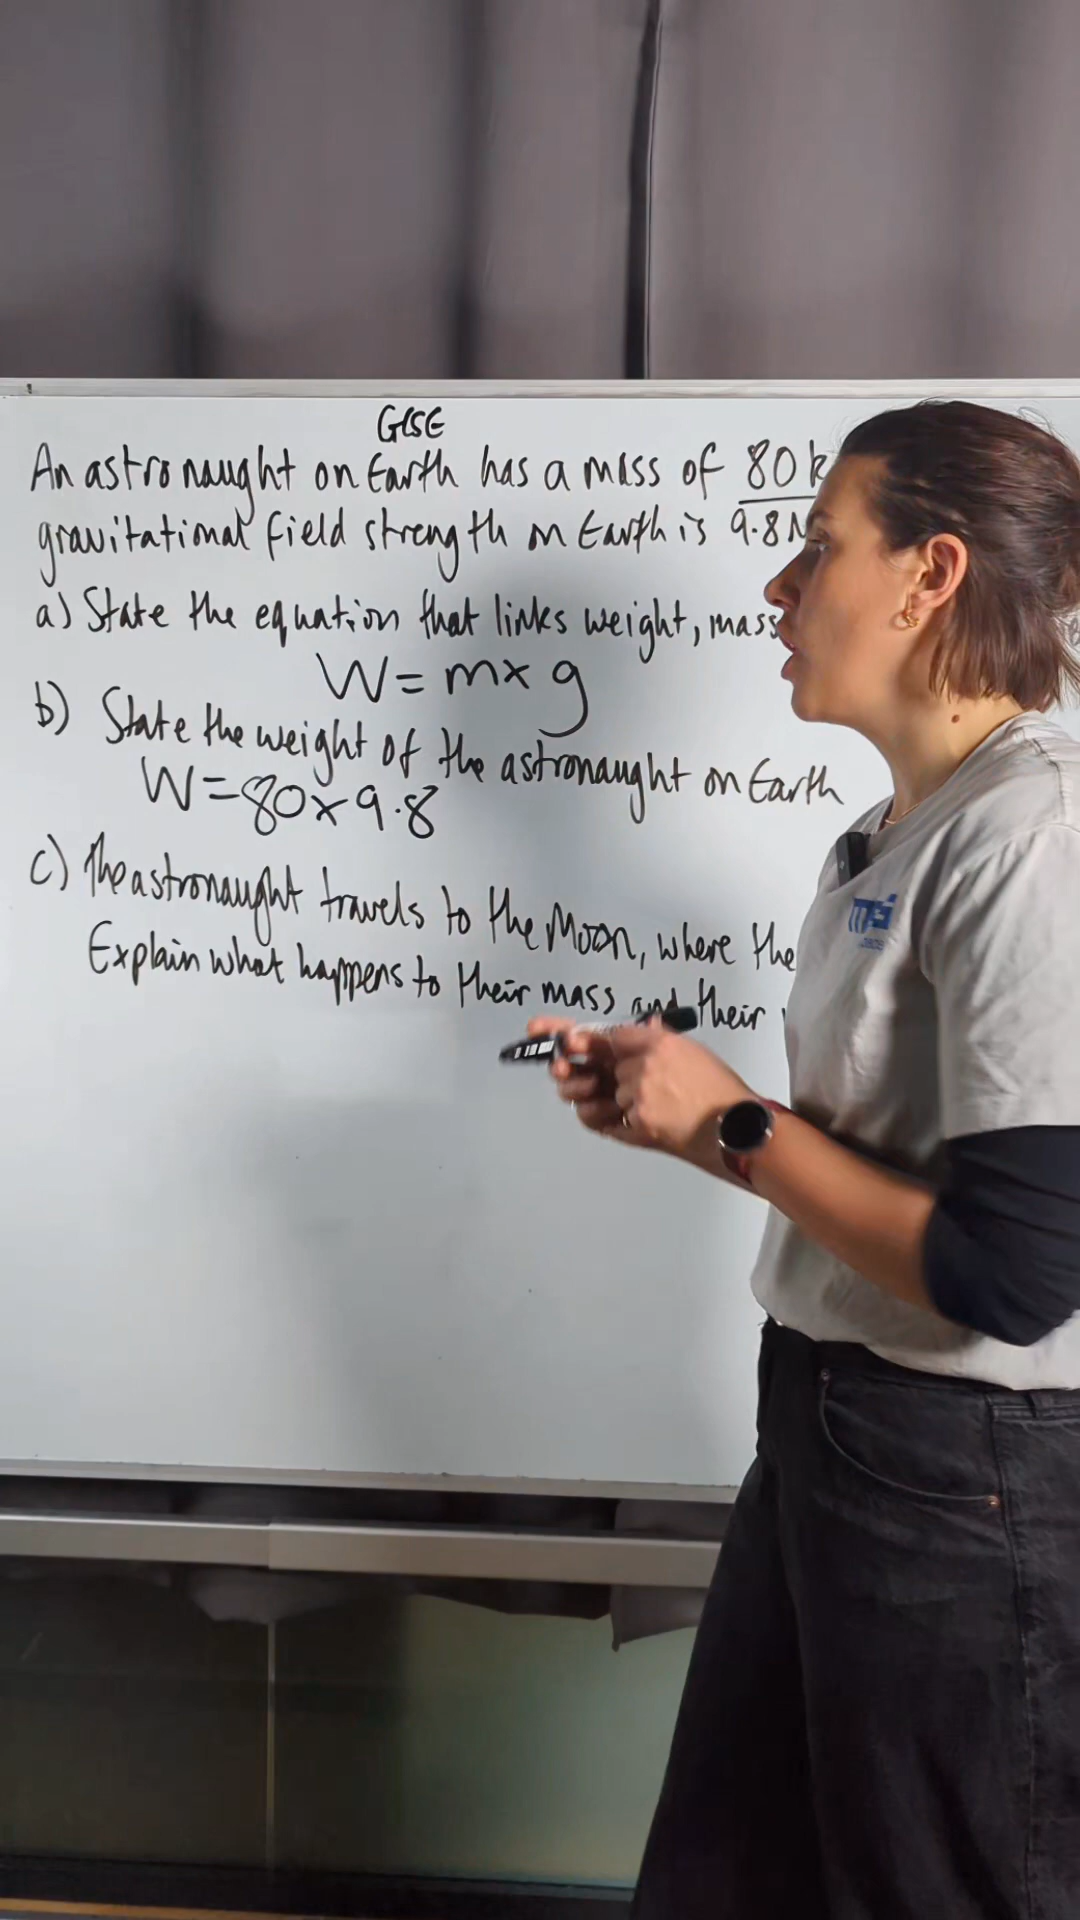 GCSE
An astronaught on Earth has a mass of 80 k
gravitational field strength on Earth is 9.8 N
a) State the equation that links weight, mass
W = m x g
b) State the weight of the astronaught on Earth
W = 80 x 9.8
c) The astronaught travels to the Moon, where the
Explain what happens to their mass and their